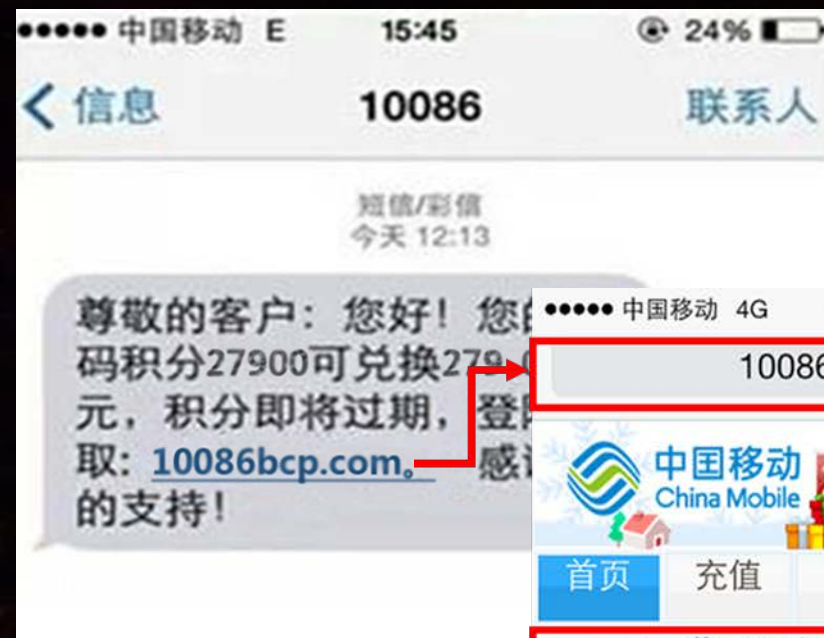 中国移动 E 15:45 24%
信息 10086 联系人
短信/彩信
今天 12:13
尊敬的客户：您好！您
码积分27900可兑换279
元，积分即将过期，登
取：10086bcp.com。感
的支持！
中国移动 4G
10086
中国移动
China Mobile
首页 充值